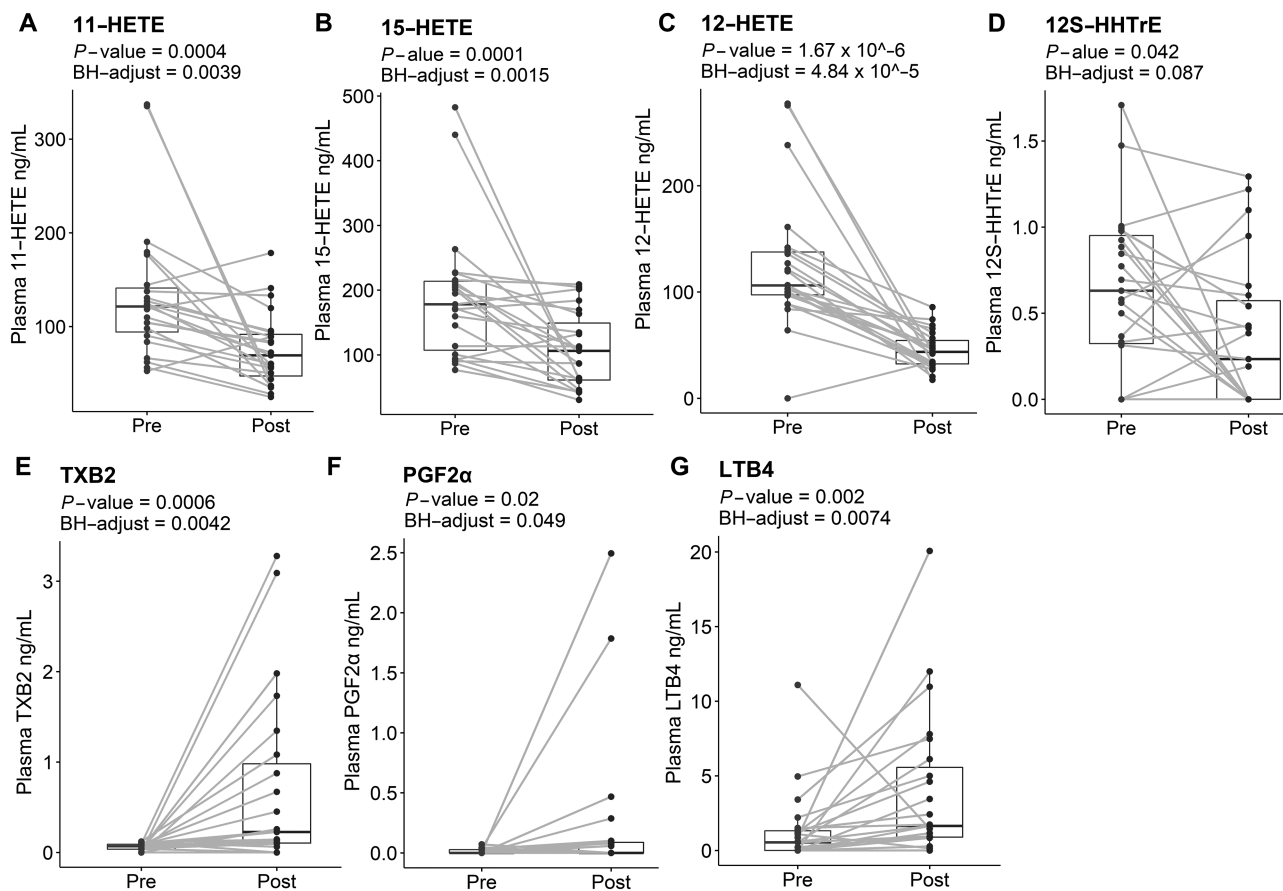 A
11–HETE
P–value = 0.0004
BH–adjust = 0.0039
Plasma 11–HETE ng/mL
300
200
100
Pre
Post
B
15–HETE
P–alue = 0.0001
BH–adjust = 0.0015
Plasma 15–HETE ng/mL
500
400
300
200
100
Pre
Post
C
12–HETE
P–value = 1.67 x 10^–6
BH–adjust = 4.84 x 10^–5
Plasma 12–HETE ng/mL
200
100
0
Pre
Post
D
12S–HHTrE
P–alue = 0.042
BH–adjust = 0.087
Plasma 12S–HHTrE ng/mL
1.5
1.0
0.5
0.0
Pre
Post
E
TXB2
P–value = 0.0006
BH–adjust = 0.0042
Plasma TXB2 ng/mL
3
2
1
0
Pre
Post
F
PGF2α
P–value = 0.02
BH–adjust = 0.049
Plasma PGF2α ng/mL
2.5
2.0
1.5
1.0
0.5
0.0
Pre
Post
G
LTB4
P–value = 0.002
BH–adjust = 0.0074
Plasma LTB4 ng/mL
20
15
10
5
0
Pre
Post